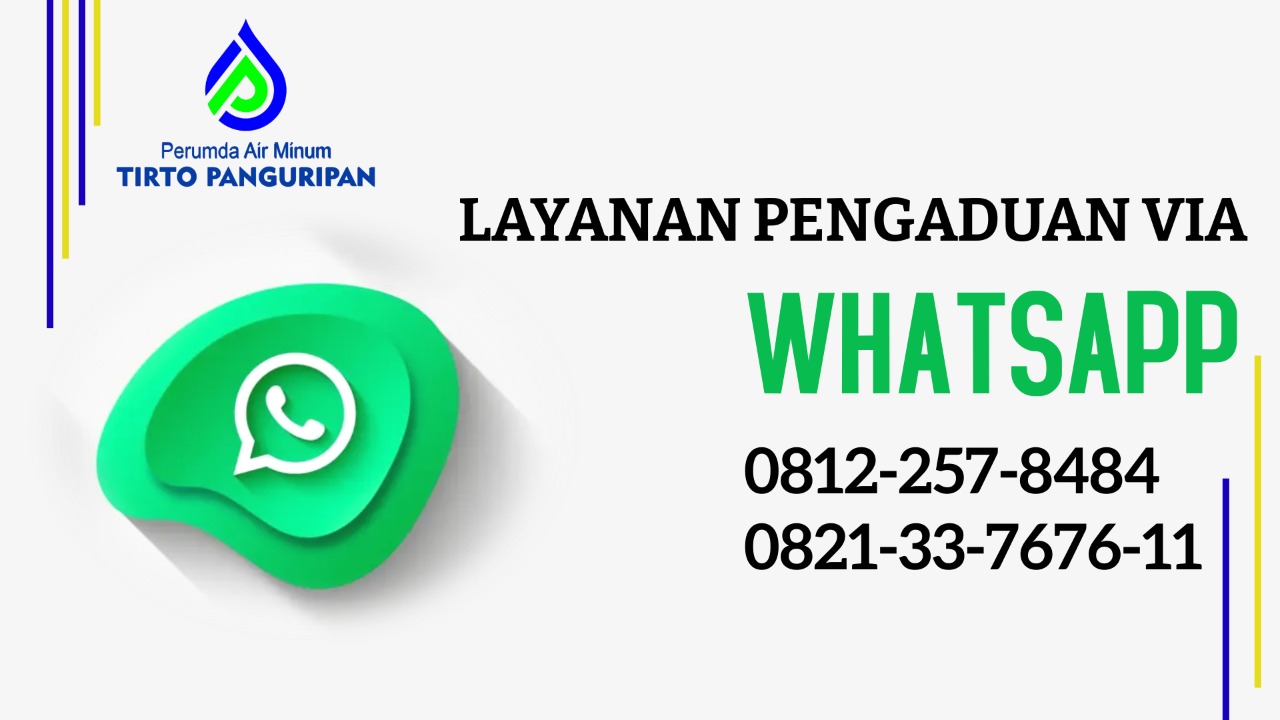 Perumda Air Minum
TIRTO PANGURIPAN
LAYANAN PENGADUAN VIA
WHATSAPP
0812-257-8484
0821-33-7676-11